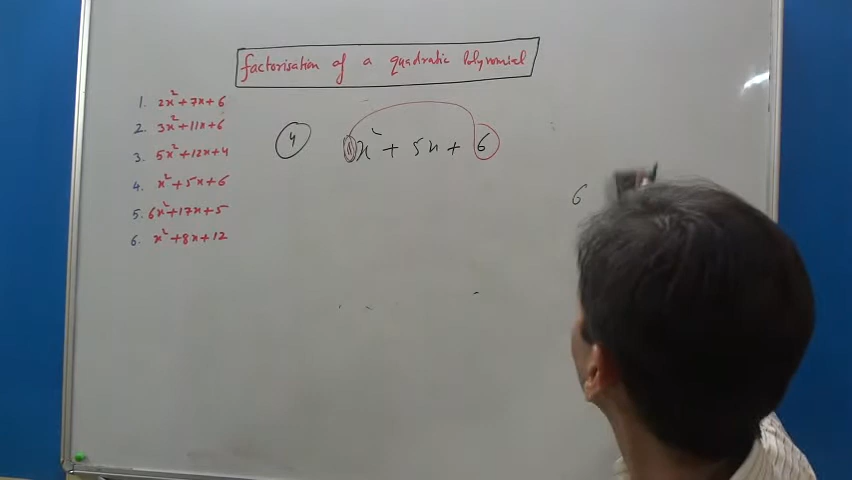 factorisation of a quadratic Polynomial
1. 2x²+7x+6
2. 3x²+11x+6
3. 5x²+12x+4
4. x²+5x+6
5. 6x²+17x+5
6. x²+8x+12
4 1x² + 5x + 6
6